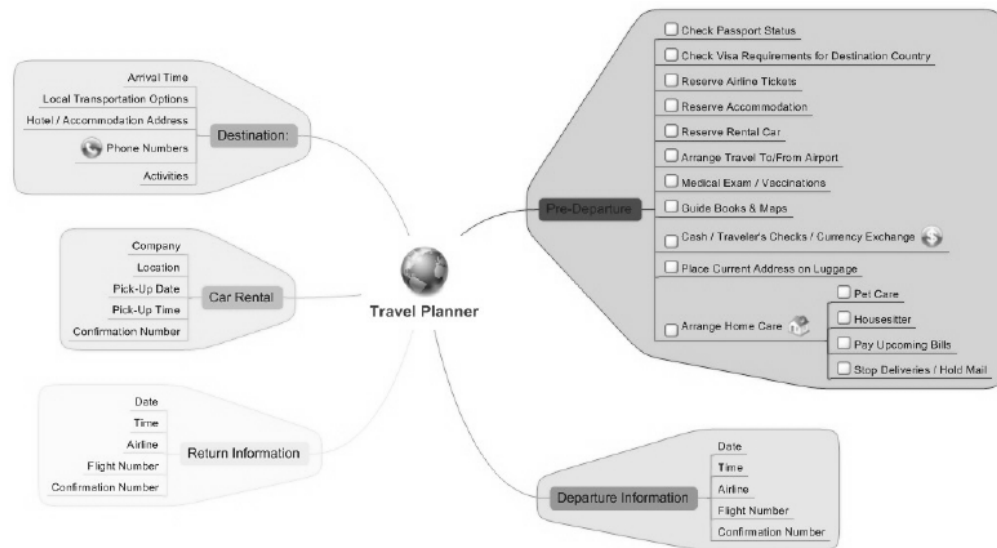 Travel Planner
Pre-Departure
Check Passport Status
Check Visa Requirements for Destination Country
Reserve Airline Tickets
Reserve Accommodation
Reserve Rental Car
Arrange Travel To/From Airport
Medical Exam / Vaccinations
Guide Books & Maps
Cash / Traveler's Checks / Currency Exchange
Place Current Address on Luggage
Arrange Home Care
Pet Care
Housesitter
Pay Upcoming Bills
Stop Deliveries / Hold Mail
Departure Information
Date
Time
Airline
Flight Number
Confirmation Number
Destination:
Arrival Time
Local Transportation Options
Hotel / Accommodation Address
Phone Numbers
Activities
Car Rental
Company
Location
Pick-Up Date
Pick-Up Time
Confirmation Number
Return Information
Date
Time
Airline
Flight Number
Confirmation Number